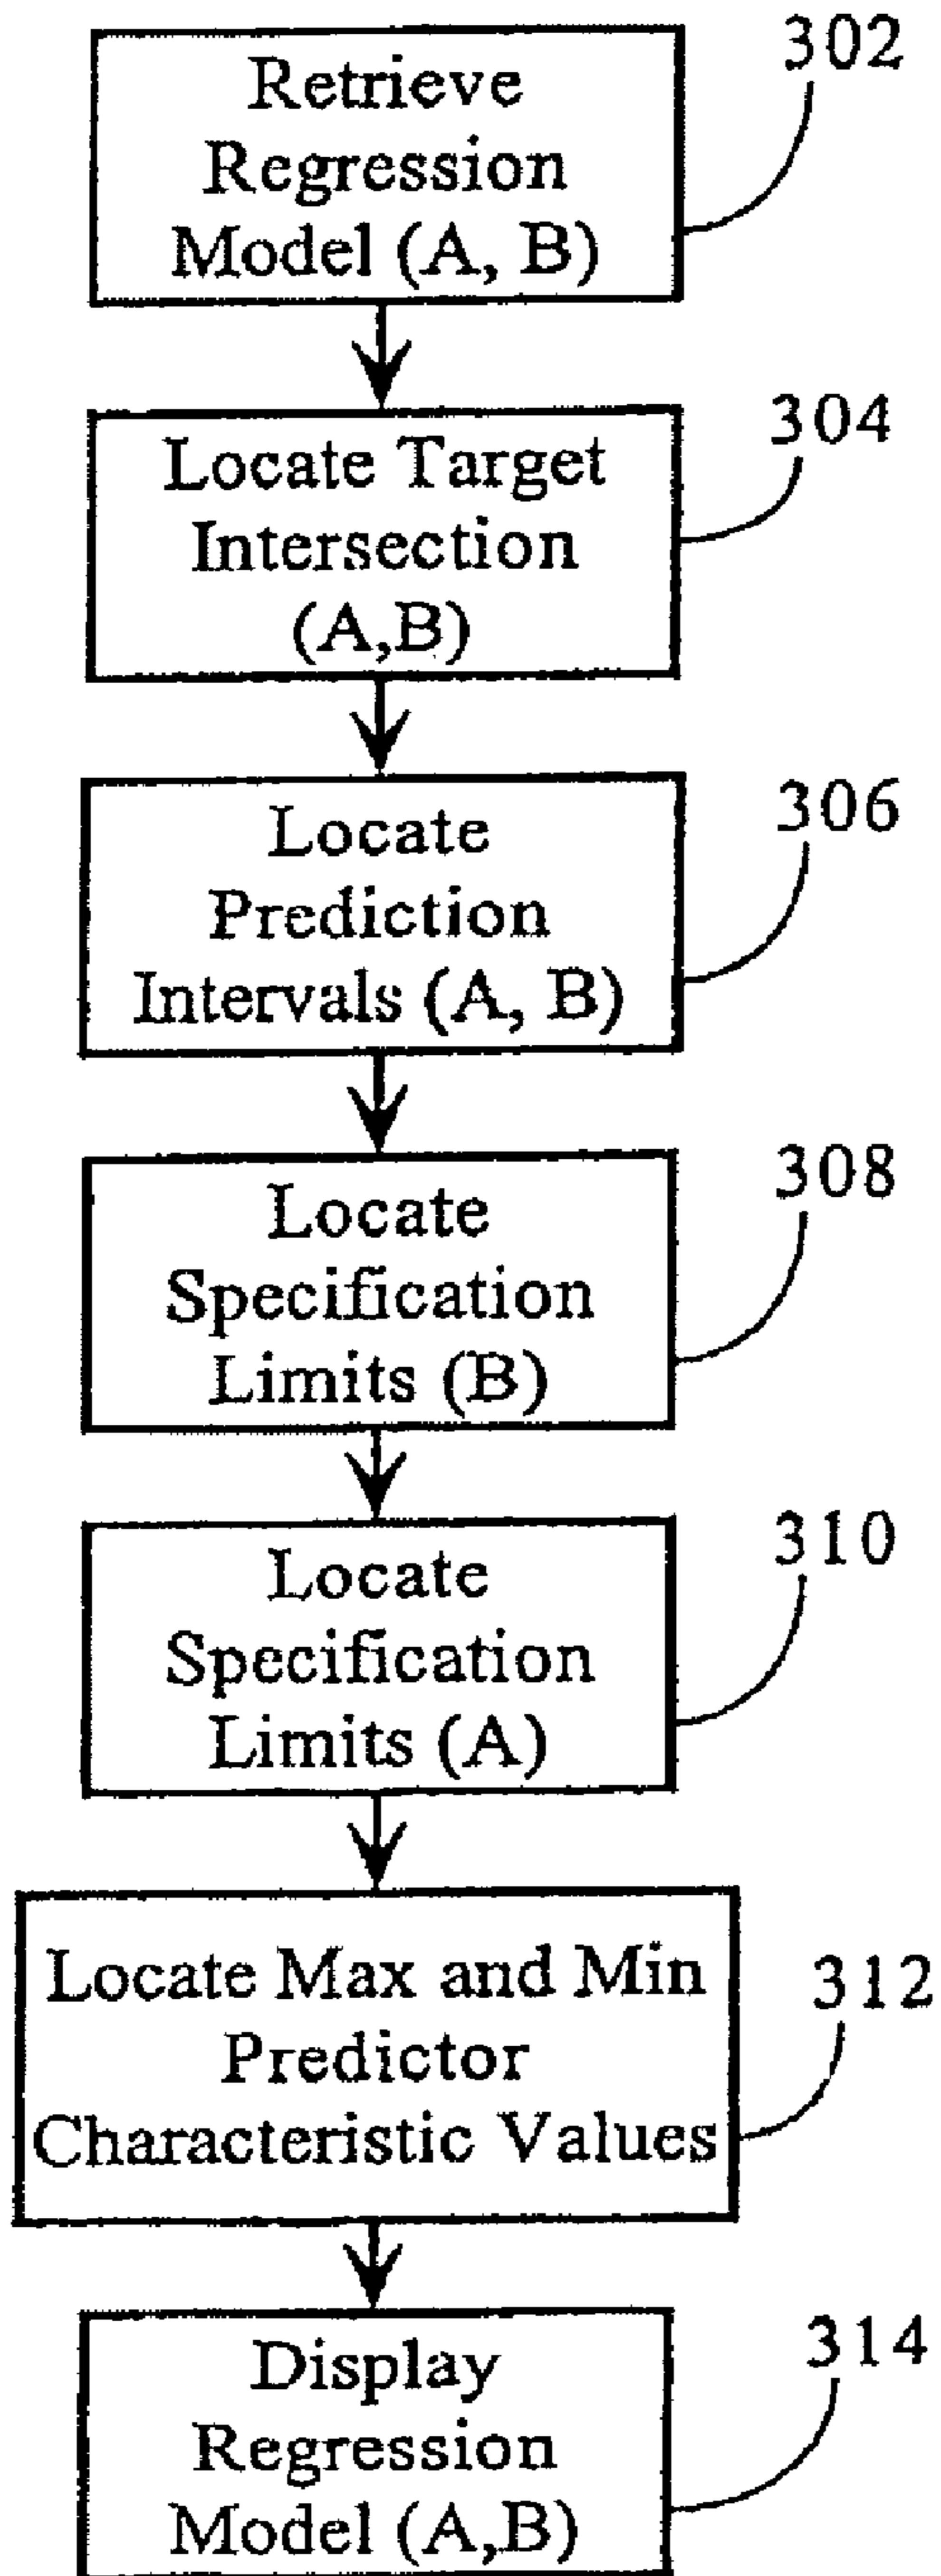 302
Retrieve
Regression
Model (A, B)
304
Locate Target
Intersection
(A,B)
306
Locate
Prediction
Intervals (A, B)
308
Locate
Specification
Limits (B)
310
Locate
Specification
Limits (A)
312
Locate Max and Min
Predictor
Characteristic Values
314
Display
Regression
Model (A,B)